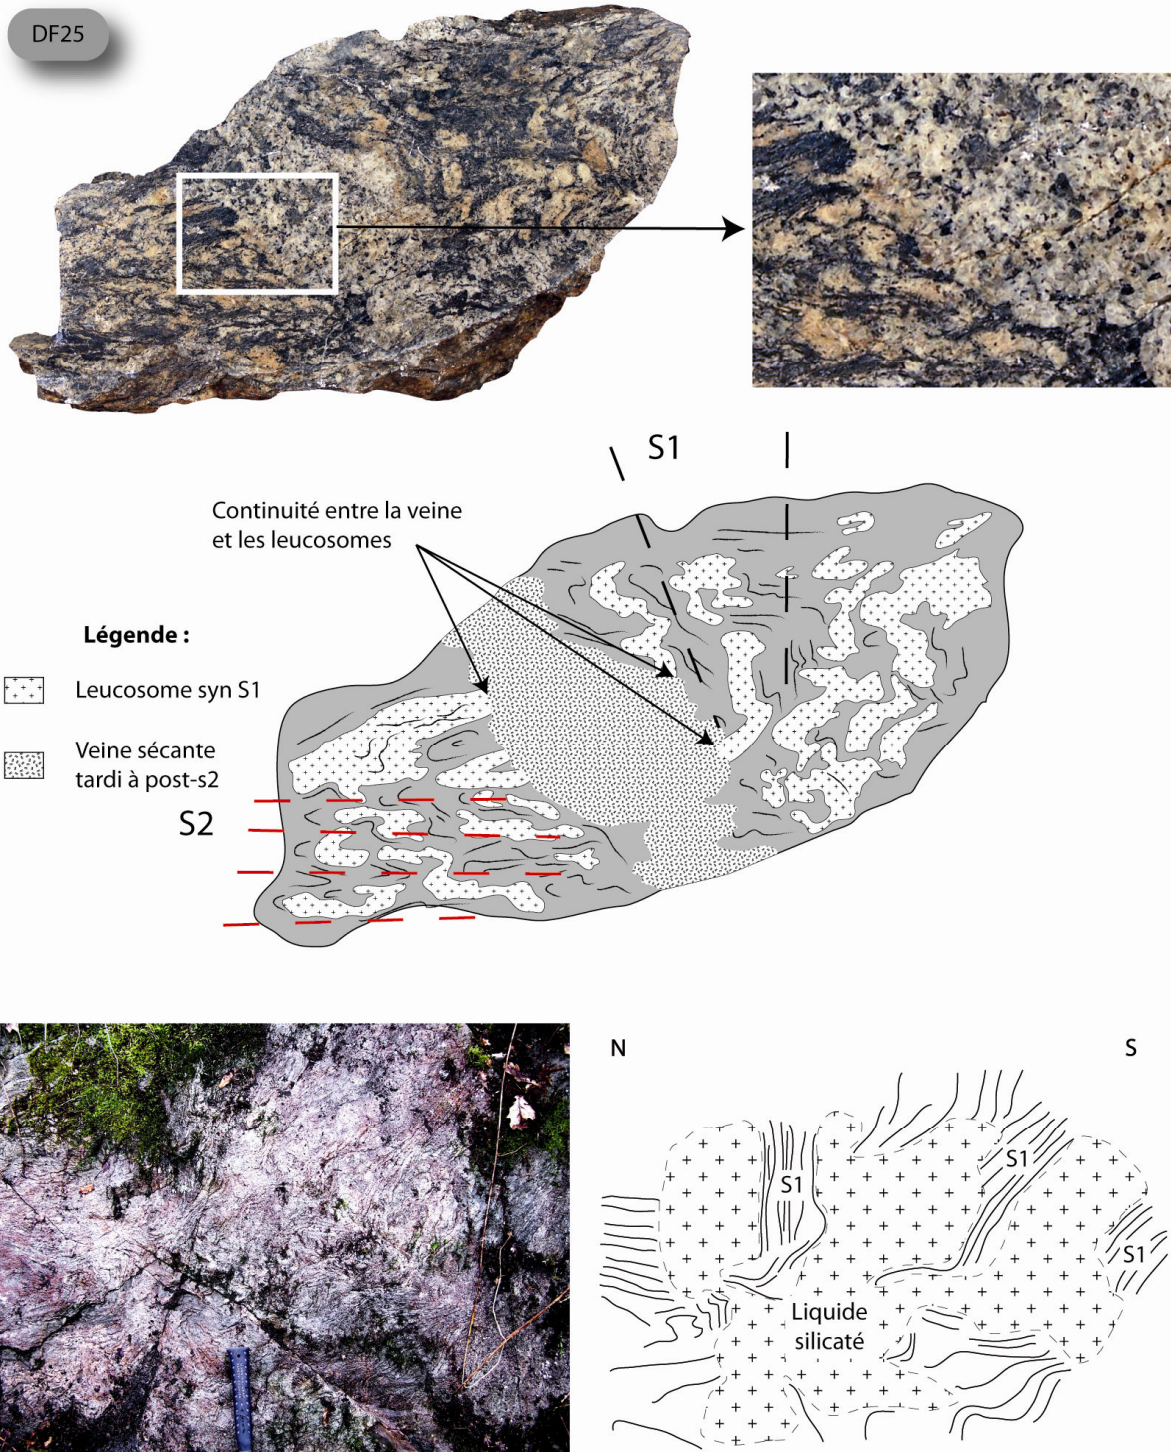 DF25
S1
Continuité entre la veine
et les leucosomes
Légende :
Leucosome syn S1
Veine sécante
tardi à post-s2
S2
N
S
S1
S1
S1
Liquide
silicaté